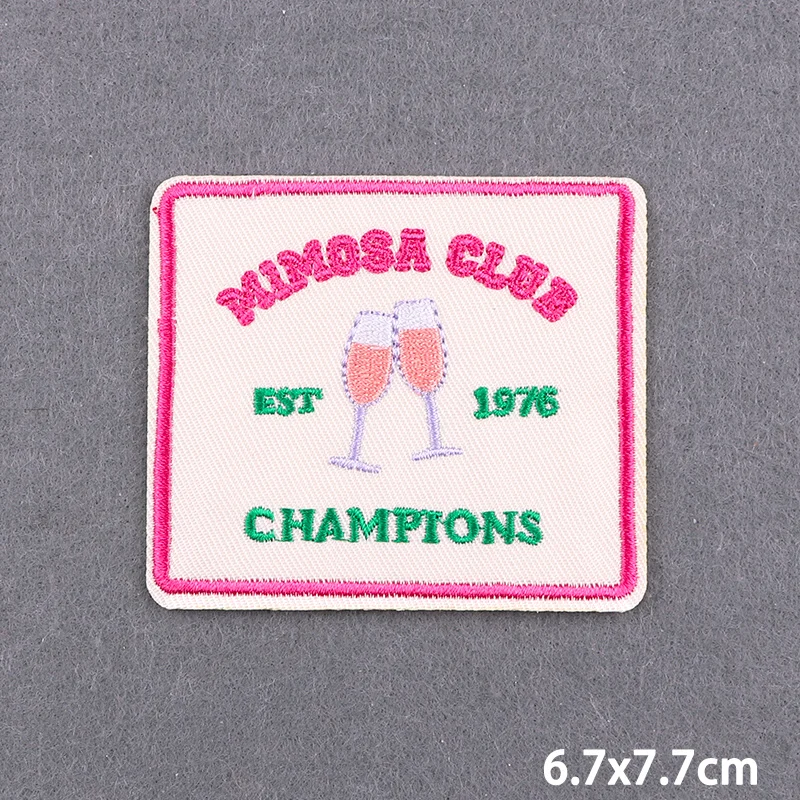 MIMOSA CLUB
EST 1976
CHAMPIONS
6.7x7.7cm